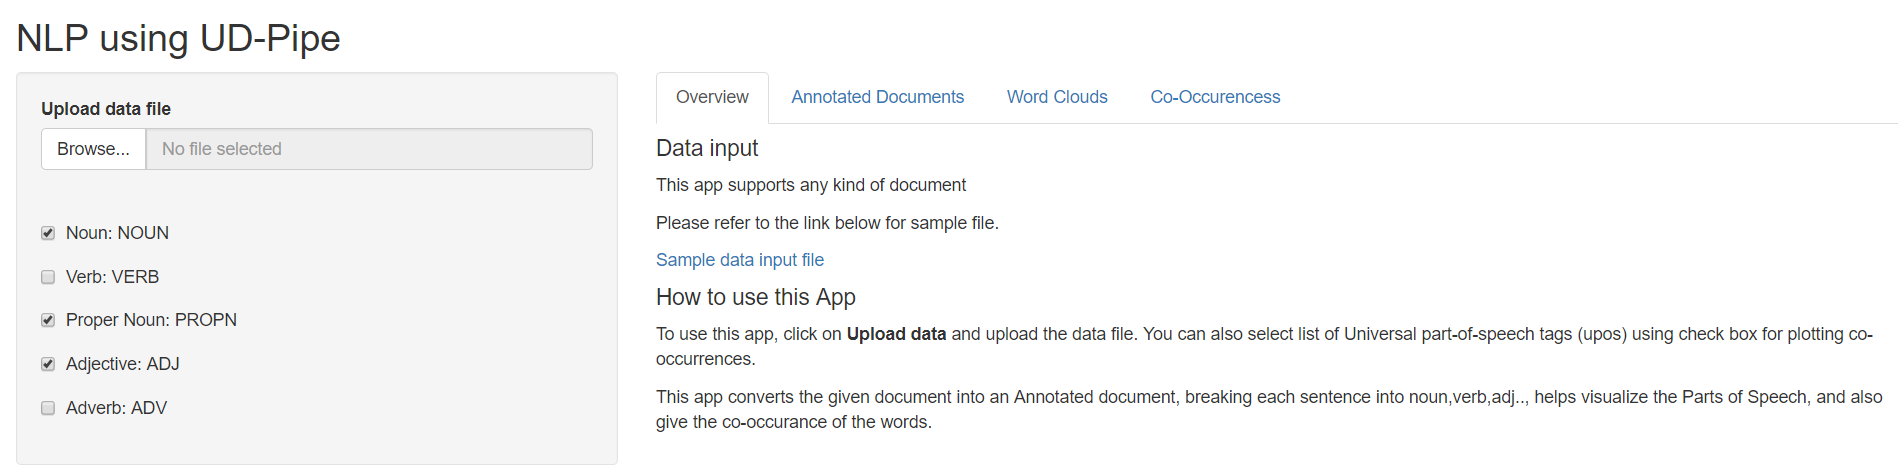 NLP using UD-Pipe
Upload data file
Browse... No file selected
Noun: NOUN
Verb: VERB
Proper Noun: PROPN
Adjective: ADJ
Adverb: ADV
Overview Annotated Documents Word Clouds Co-Occurencess
Data input
This app supports any kind of document
Please refer to the link below for sample file.
Sample data input file
How to use this App
To use this app, click on Upload data and upload the data file. You can also select list of Universal part-of-speech tags (upos) using check box for plotting co-
occurrences.
This app converts the given document into an Annotated document, breaking each sentence into noun,verb,adj.., helps visualize the Parts of Speech, and also
give the co-occurance of the words.